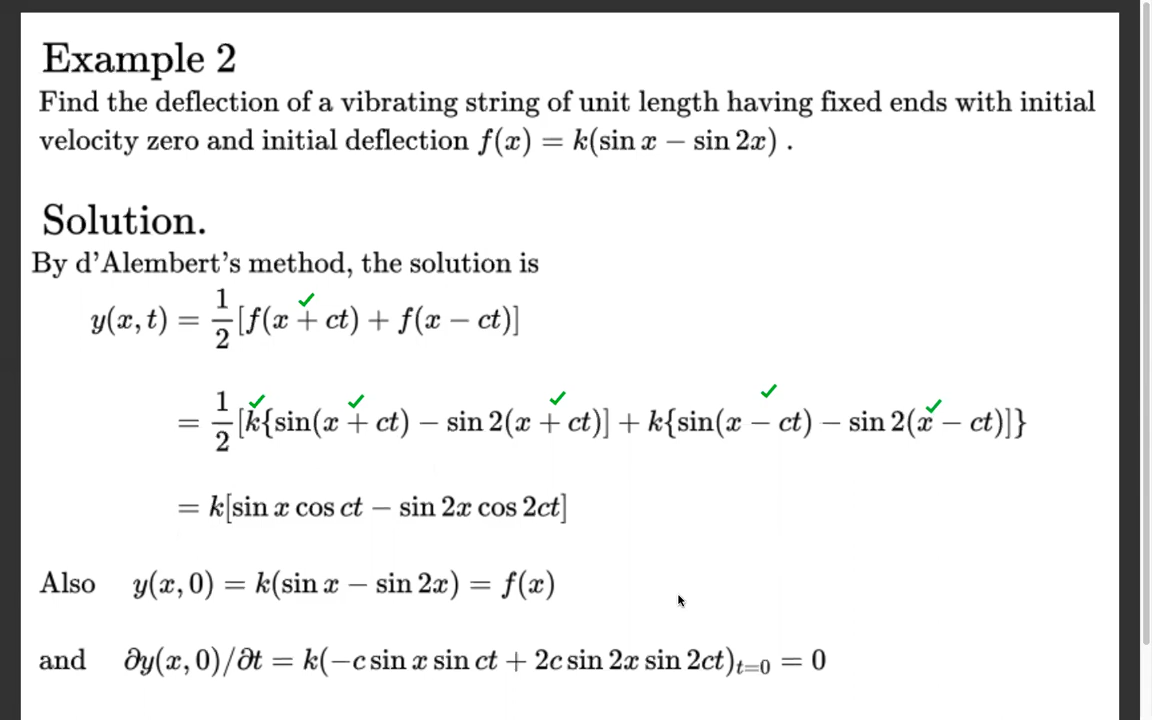 Example 2
Find the deflection of a vibrating string of unit length having fixed ends with initial
velocity zero and initial deflection f(x) = k(sin x − sin 2x) .
Solution.
By d’Alembert’s method, the solution is
y(x, t) = 1/2 [f(x + ct) + f(x − ct)]
= 1/2 [k{sin(x + ct) − sin 2(x + ct)] + k{sin(x − ct) − sin 2(x − ct)]}
= k[sin x cos ct − sin 2x cos 2ct]
Also y(x, 0) = k(sin x − sin 2x) = f(x)
and ∂y(x, 0)/∂t = k(−c sin x sin ct + 2c sin 2x sin 2ct)_{t=0} = 0